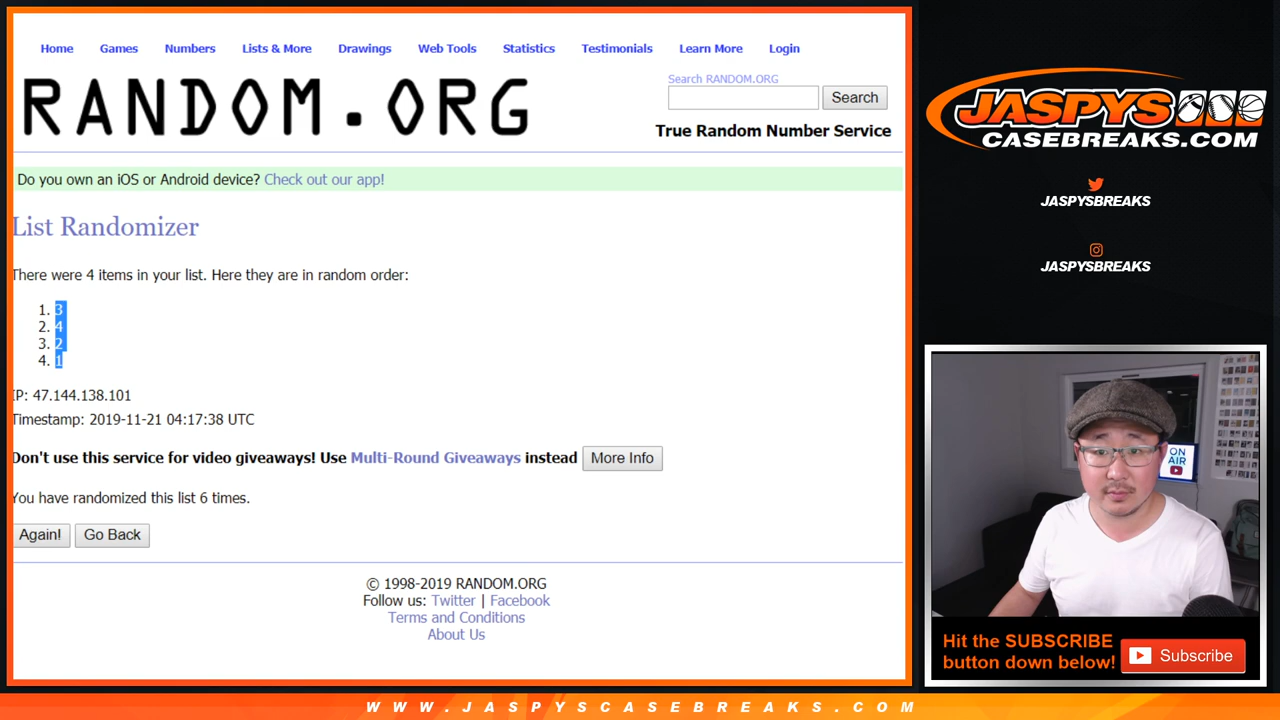 Home Games Numbers Lists & More Drawings Web Tools Statistics Testimonials Learn More Login
RANDOM.ORG
Search RANDOM.ORG
Search
True Random Number Service
Do you own an iOS or Android device? Check out our app!
List Randomizer
There were 4 items in your list. Here they are in random order:
1. 3
2. 4
3. 2
4. 1
IP: 47.144.138.101
Timestamp: 2019-11-21 04:17:38 UTC
Don't use this service for video giveaways! Use Multi-Round Giveaways instead More Info
You have randomized this list 6 times.
Again! Go Back
© 1998-2019 RANDOM.ORG
Follow us: Twitter | Facebook
Terms and Conditions
About Us
JASPYS
CASEBREAKS.COM
JASPYSBREAKS
JASPYSBREAKS
ON
AIR
Hit the SUBSCRIBE
button down below!
Subscribe
WWW.JASPYSCASEBREAKS.COM